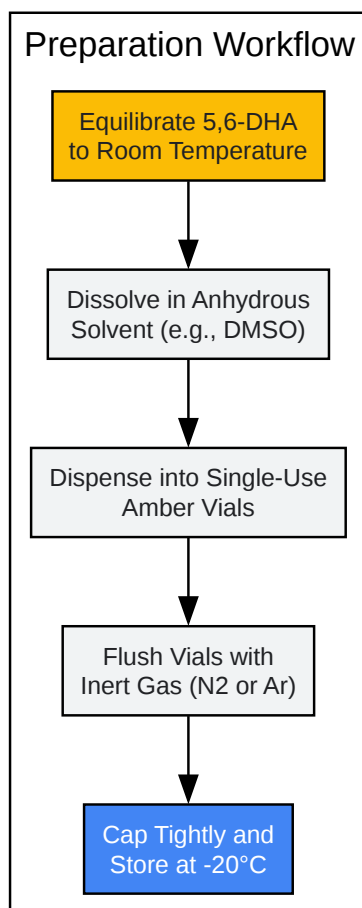 Preparation Workflow
Equilibrate 5,6-DHA
to Room Temperature
Dissolve in Anhydrous
Solvent (e.g., DMSO)
Dispense into Single-Use
Amber Vials
Flush Vials with
Inert Gas (N2 or Ar)
Cap Tightly and
Store at -20°C